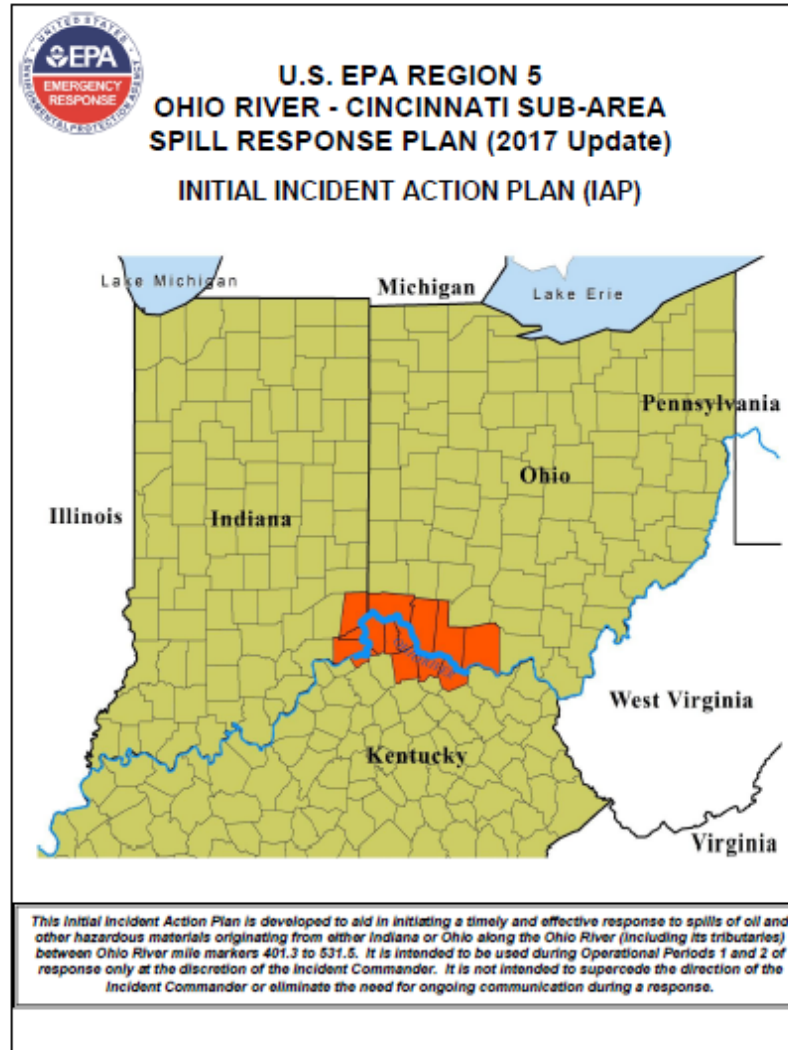 UNITED STATES
ENVIRONMENTAL PROTECTION AGENCY
EPA
EMERGENCY
RESPONSE
U.S. EPA REGION 5
OHIO RIVER - CINCINNATI SUB-AREA
SPILL RESPONSE PLAN (2017 Update)
INITIAL INCIDENT ACTION PLAN (IAP)
Lake Michigan
Michigan
Lake Erie
Pennsylvania
Ohio
Illinois
Indiana
West Virginia
Kentucky
Virginia
This Initial Incident Action Plan is developed to aid in initiating a timely and effective response to spills of oil and
other hazardous materials originating from either Indiana or Ohio along the Ohio River (including its tributaries)
between Ohio River mile markers 401.3 to 531.5. It is intended to be used during Operational Periods 1 and 2 of
response only at the discretion of the Incident Commander. It is not intended to supercede the direction of the
Incident Commander or eliminate the need for ongoing communication during a response.